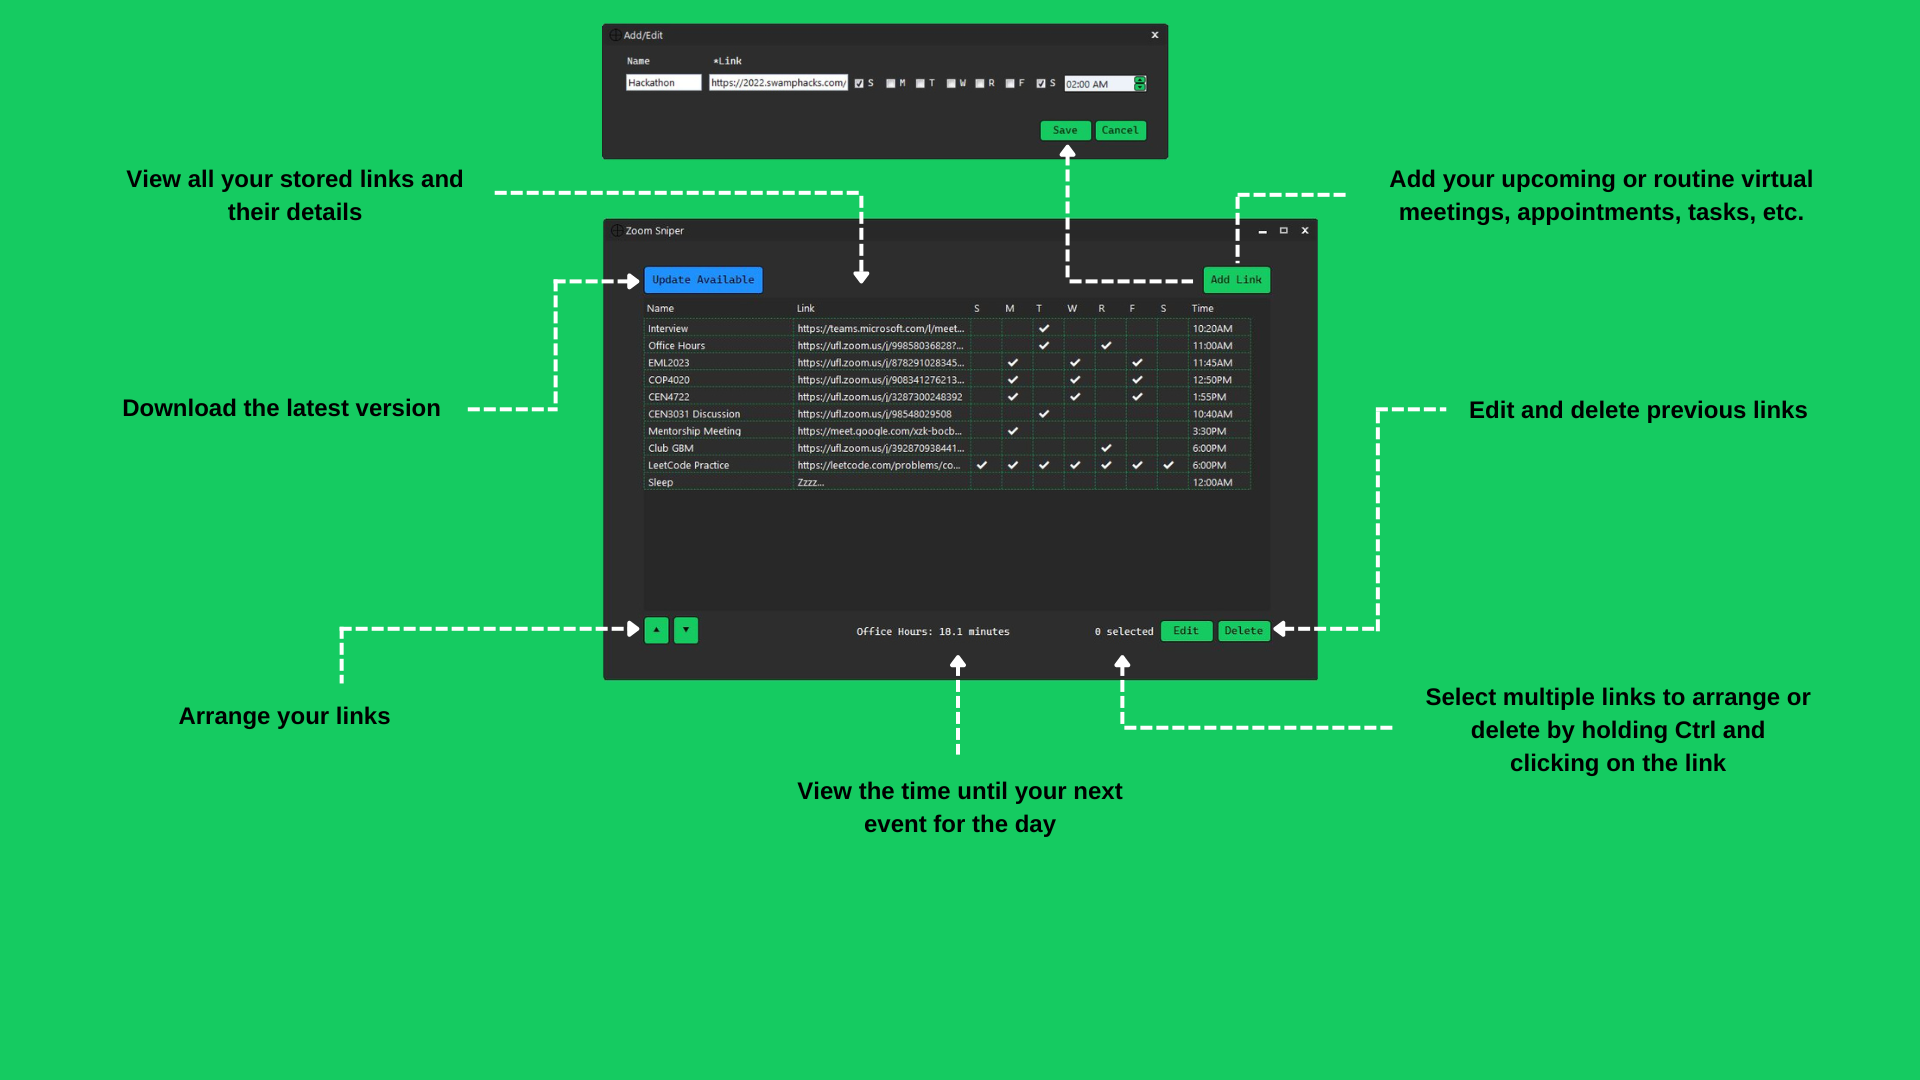 Add/Edit X
Name *Link
Hackathon https://2022.swamphacks.com/ S M T W R F S 02:00 AM
Save Cancel
View all your stored links and
their details
Add your upcoming or routine virtual
meetings, appointments, tasks, etc.
Zoom Sniper X
Update Available Add Link
Name Link S M T W R F S Time
Interview https://teams.microsoft.com/l/meet... ✔ 10:20AM
Office Hours https://ufl.zoom.us/j/99858036828?... ✔ ✔ 11:00AM
EML2023 https://ufl.zoom.us/j/878291028345... ✔ ✔ ✔ 11:45AM
COP4020 https://ufl.zoom.us/j/908341276213... ✔ ✔ ✔ 12:50PM
CEN4722 https://ufl.zoom.us/j/3287300248392 ✔ ✔ ✔ 1:55PM
CEN3031 Discussion https://ufl.zoom.us/j/98548029508 ✔ 10:40AM
Mentorship Meeting https://meet.google.com/xzk-bocb... ✔ 3:30PM
Club GBM https://ufl.zoom.us/j/392870938441... ✔ 6:00PM
LeetCode Practice https://leetcode.com/problems/co... ✔ ✔ ✔ ✔ ✔ ✔ ✔ 6:00PM
Sleep Zzzz... 12:00AM
Download the latest version
Edit and delete previous links
Office Hours: 18.1 minutes 0 selected Edit Delete
Arrange your links
Select multiple links to arrange or
delete by holding Ctrl and
clicking on the link
View the time until your next
event for the day